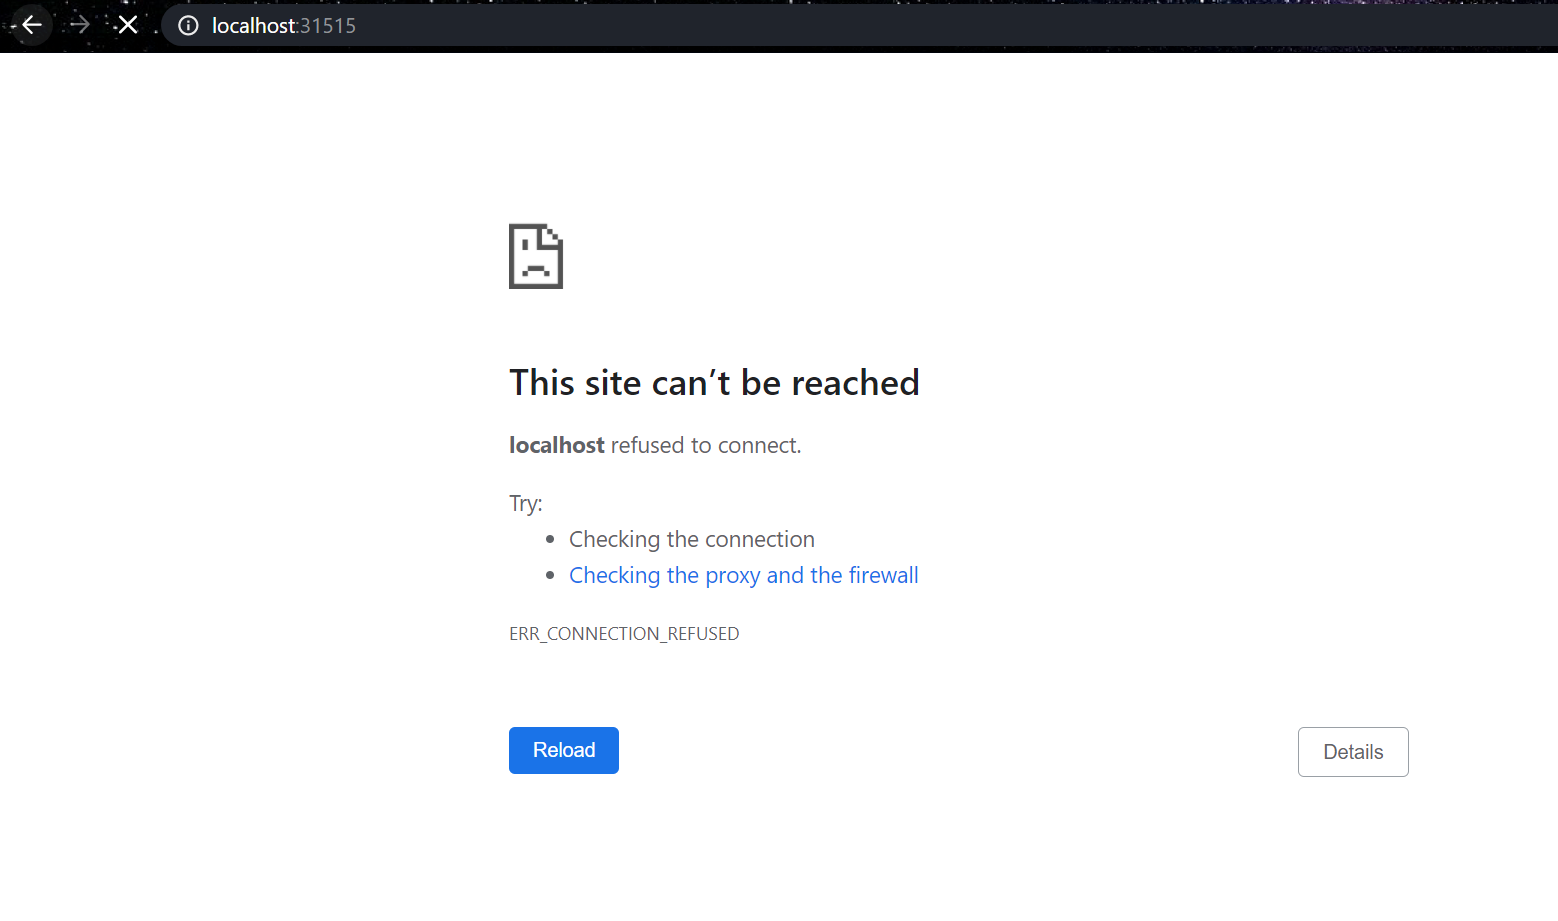 localhost:31515
This site can’t be reached
localhost refused to connect.
Try:
Checking the connection
Checking the proxy and the firewall
ERR_CONNECTION_REFUSED
Reload
Details